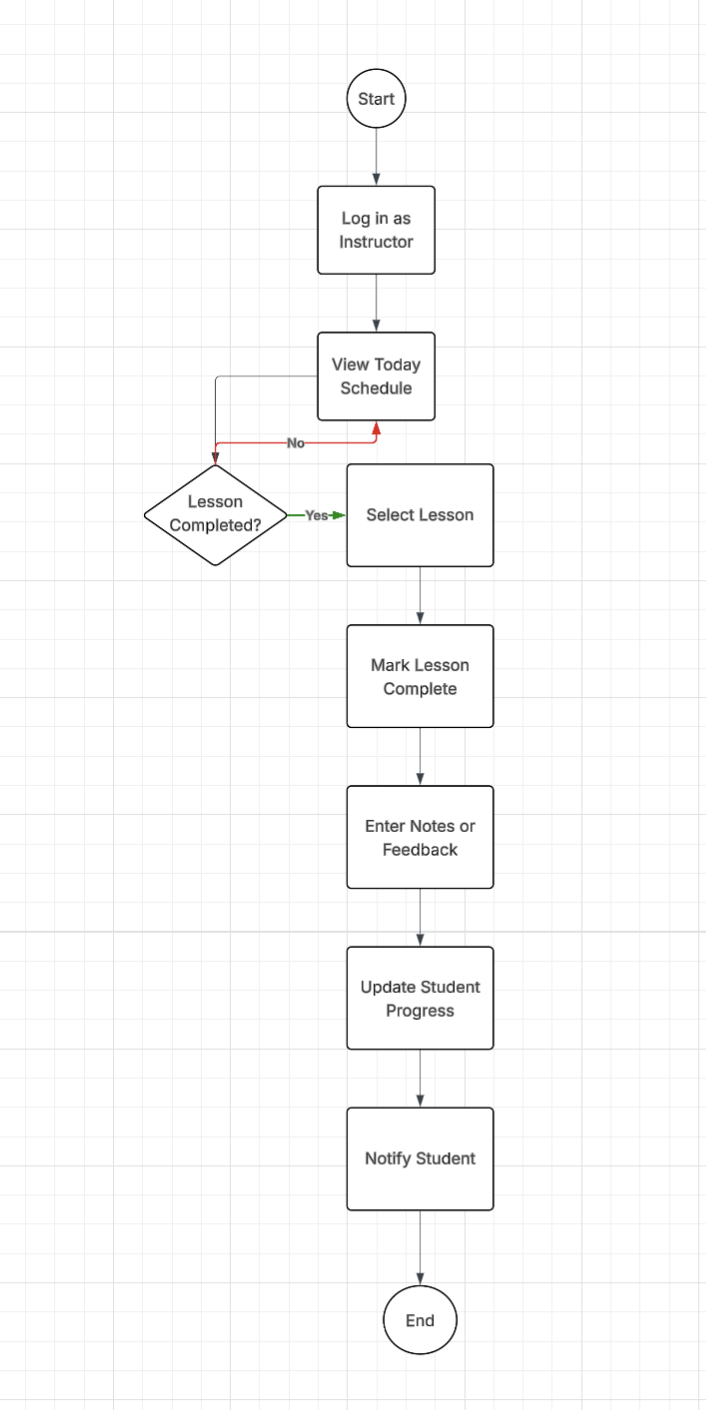 Start
Log in as
Instructor
View Today
Schedule
No
Lesson
Completed?
Yes
Select Lesson
Mark Lesson
Complete
Enter Notes or
Feedback
Update Student
Progress
Notify Student
End